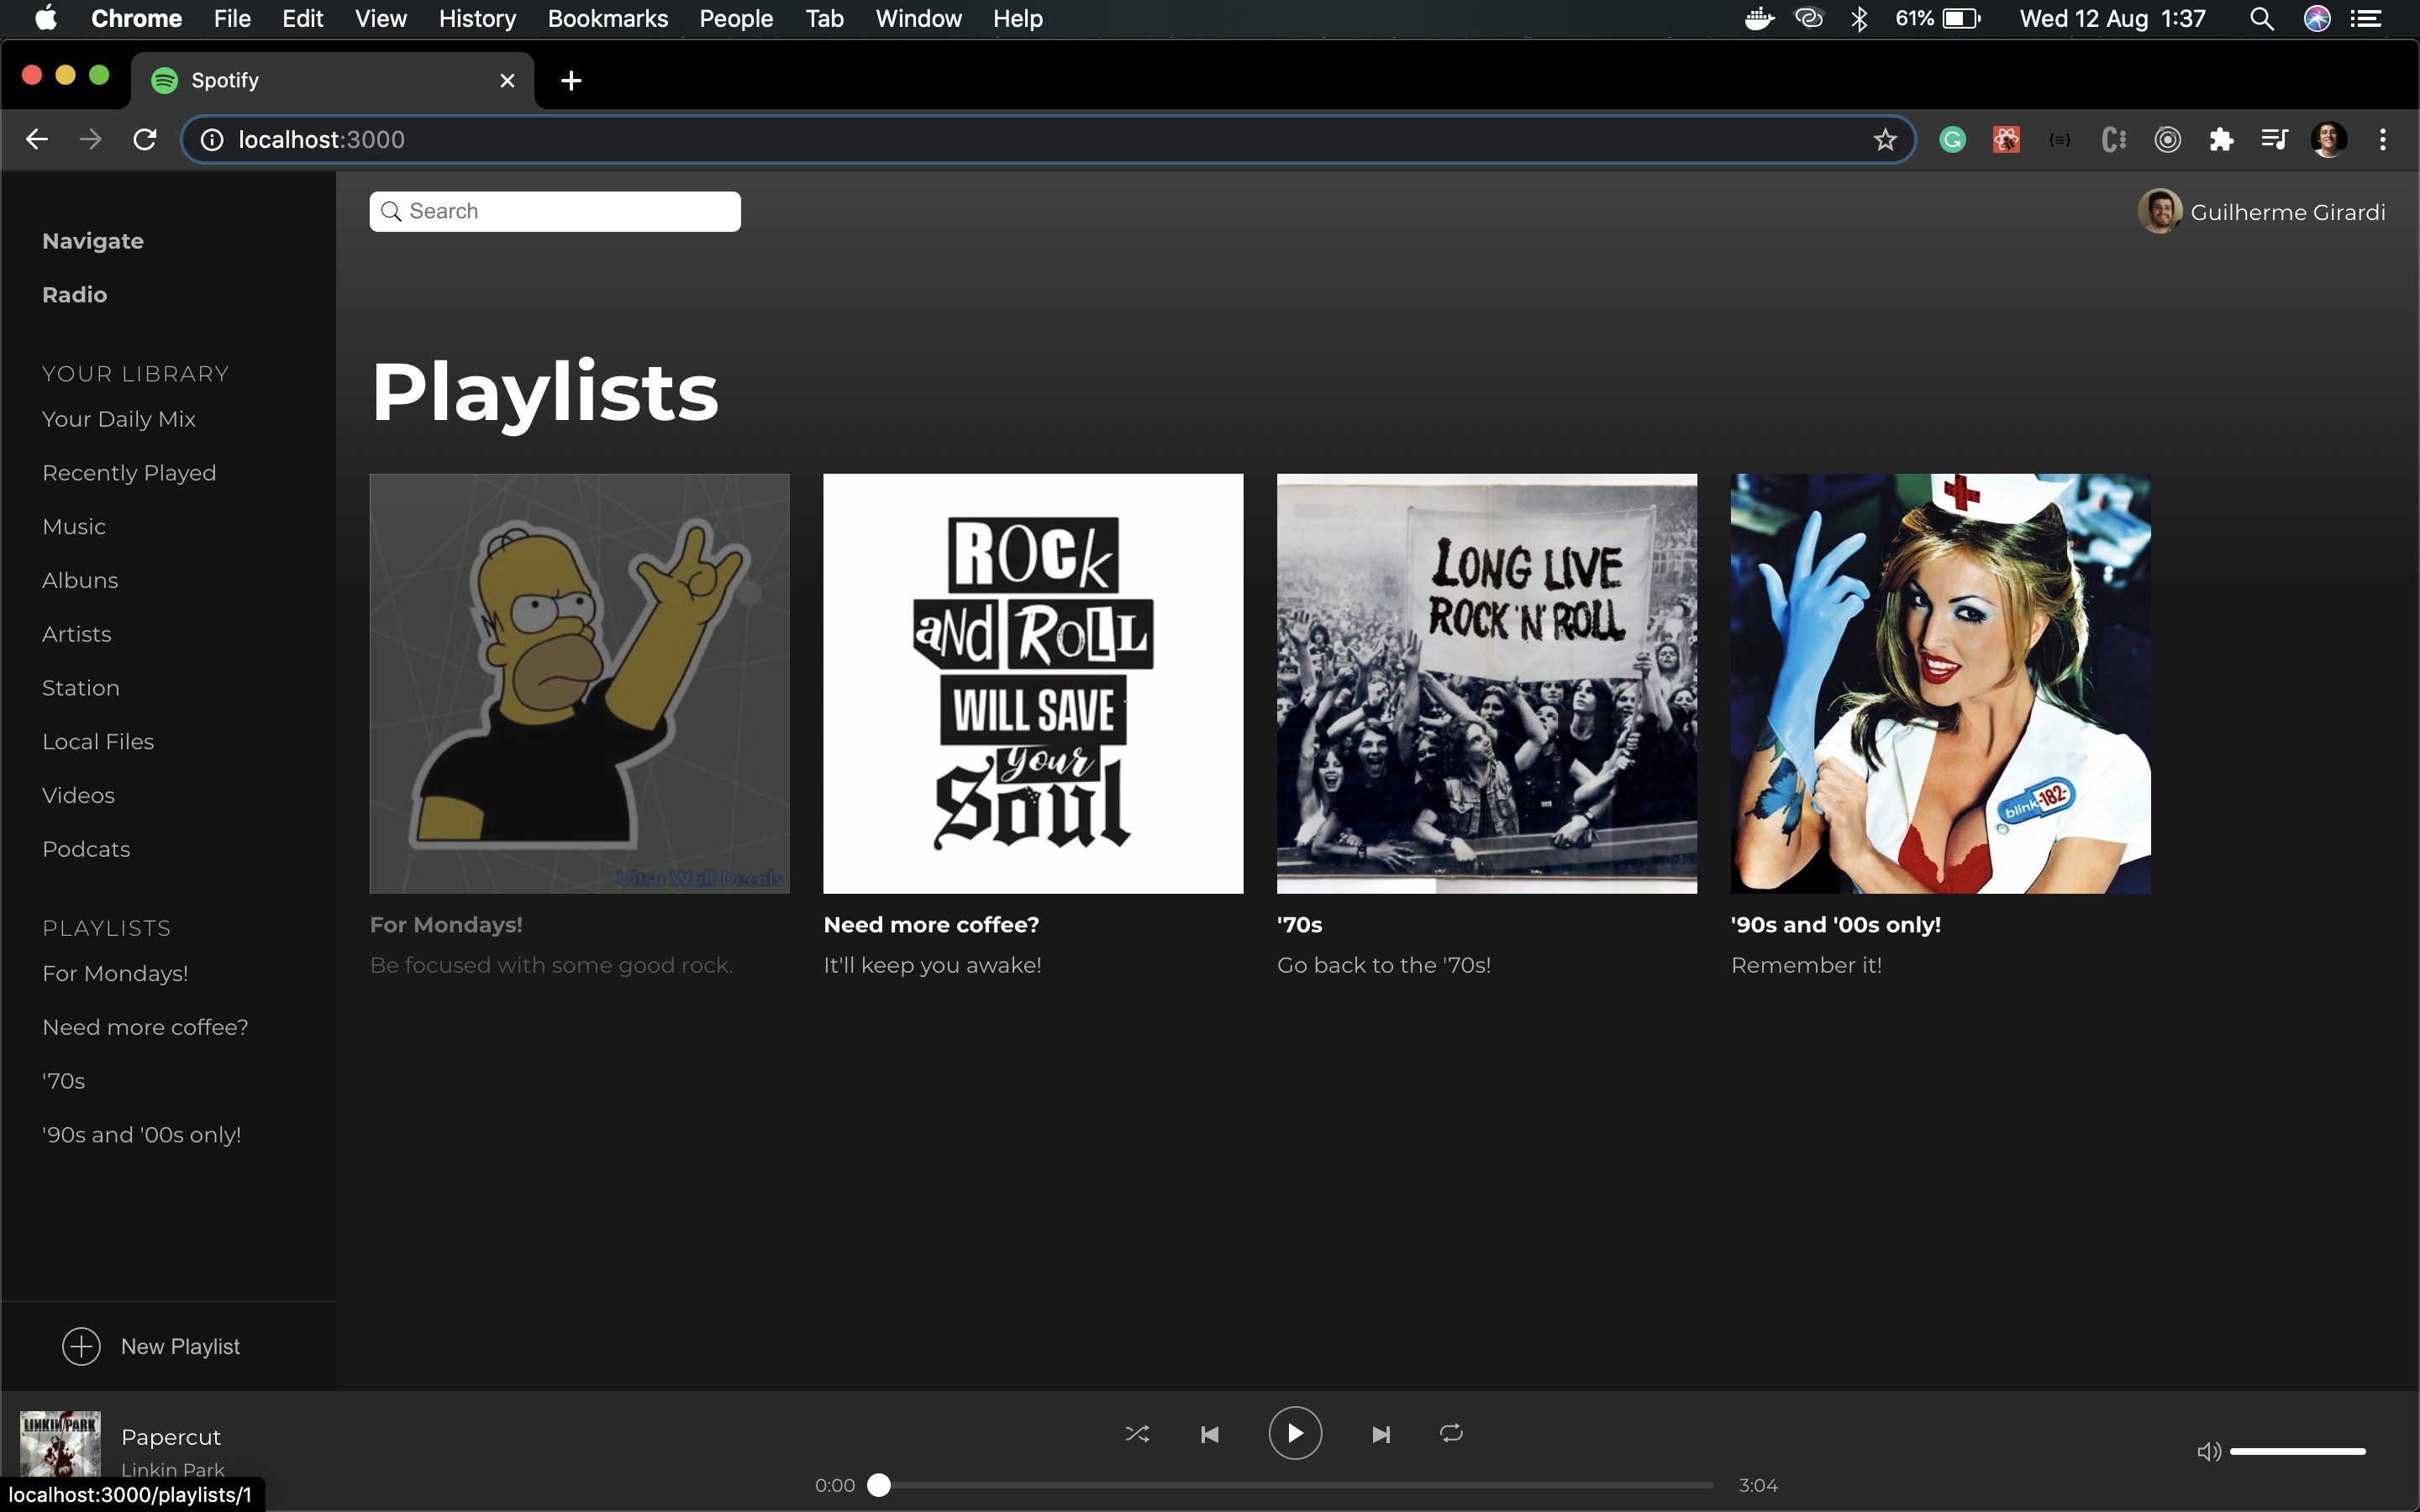 Chrome File Edit View History Bookmarks People Tab Window Help 61% Wed 12 Aug 1:37
Spotify
localhost:3000
Search
Guilherme Girardi
Navigate
Radio
YOUR LIBRARY
Your Daily Mix
Recently Played
Music
Albuns
Artists
Station
Local Files
Videos
Podcats
PLAYLISTS
For Mondays!
Need more coffee?
'70s
'90s and '00s only!
New Playlist
Playlists
Ultra Wall Decals
For Mondays!
Be focused with some good rock.
ROCk
aNd RoLL
WILL SAVE
your
Soul
Need more coffee?
It'll keep you awake!
LONG LIVE
ROCK 'N' ROLL
'70s
Go back to the '70s!
blink-182-
'90s and '00s only!
Remember it!
LINKIN PARK
Papercut
Linkin Park
0:00
3:04
localhost:3000/playlists/1